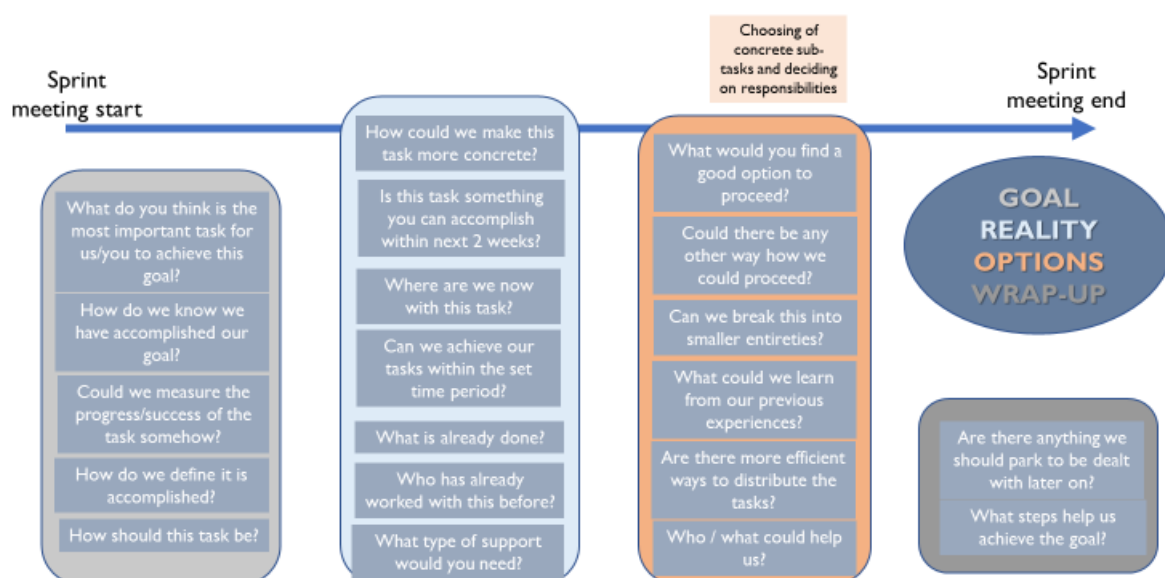 Sprint
meeting start
Choosing of
concrete sub-
tasks and deciding
on responsibilities
Sprint
meeting end
What do you think is the
most important task for
us/you to achieve this
goal?
How do we know we
have accomplished our
goal?
Could we measure the
progress/success of the
task somehow?
How do we define it is
accomplished?
How should this task be?
How could we make this
task more concrete?
Is this task something
you can accomplish
within next 2 weeks?
Where are we now
with this task?
Can we achieve our
tasks within the set
time period?
What is already done?
Who has already
worked with this before?
What type of support
would you need?
What would you find a
good option to
proceed?
Could there be any
other way how we
could proceed?
Can we break this into
smaller entireties?
What could we learn
from our previous
experiences?
Are there more efficient
ways to distribute the
tasks?
Who / what could help
us?
GOAL
REALITY
OPTIONS
WRAP-UP
Are there anything we
should park to be dealt
with later on?
What steps help us
achieve the goal?